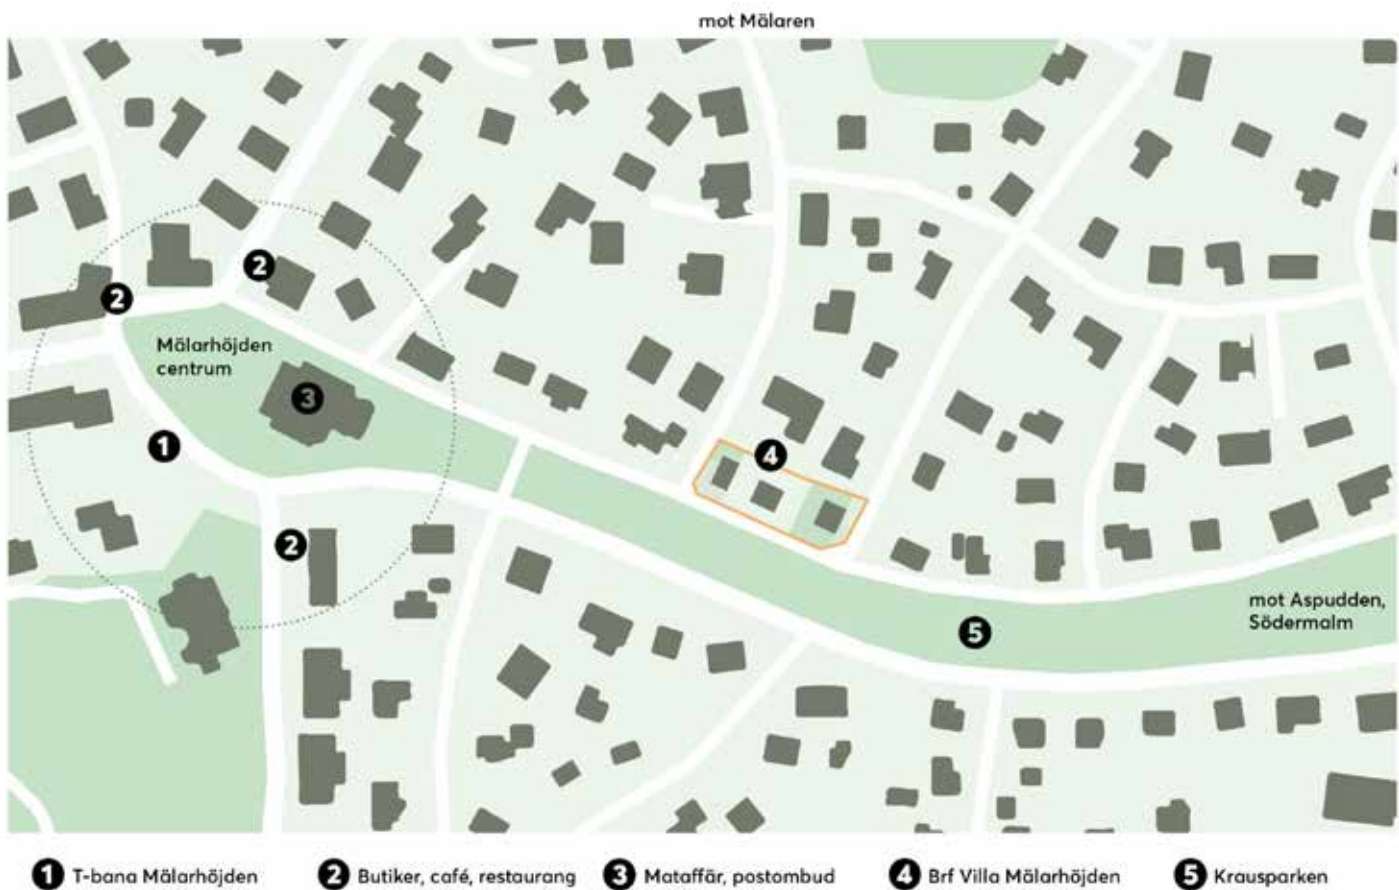 mot Mälaren
2
2
Mälarhöjden
centrum
3
1
4
2
5
mot Aspudden,
Södermalm
1 T-bana Mälarhöjden
2 Butiker, café, restaurang
3 Mataffär, postombud
4 Brf Villa Mälarhöjden
5 Krausparken